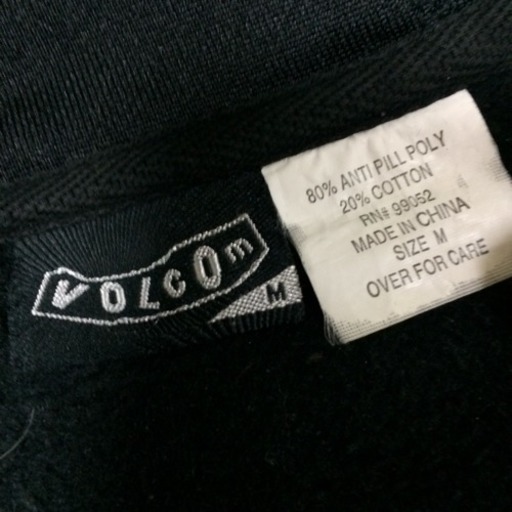 VOLCOm
M
80% ANTI PILL POLY
20% COTTON
RN# 99052
MADE IN CHINA
SIZE M
OVER FOR CARE